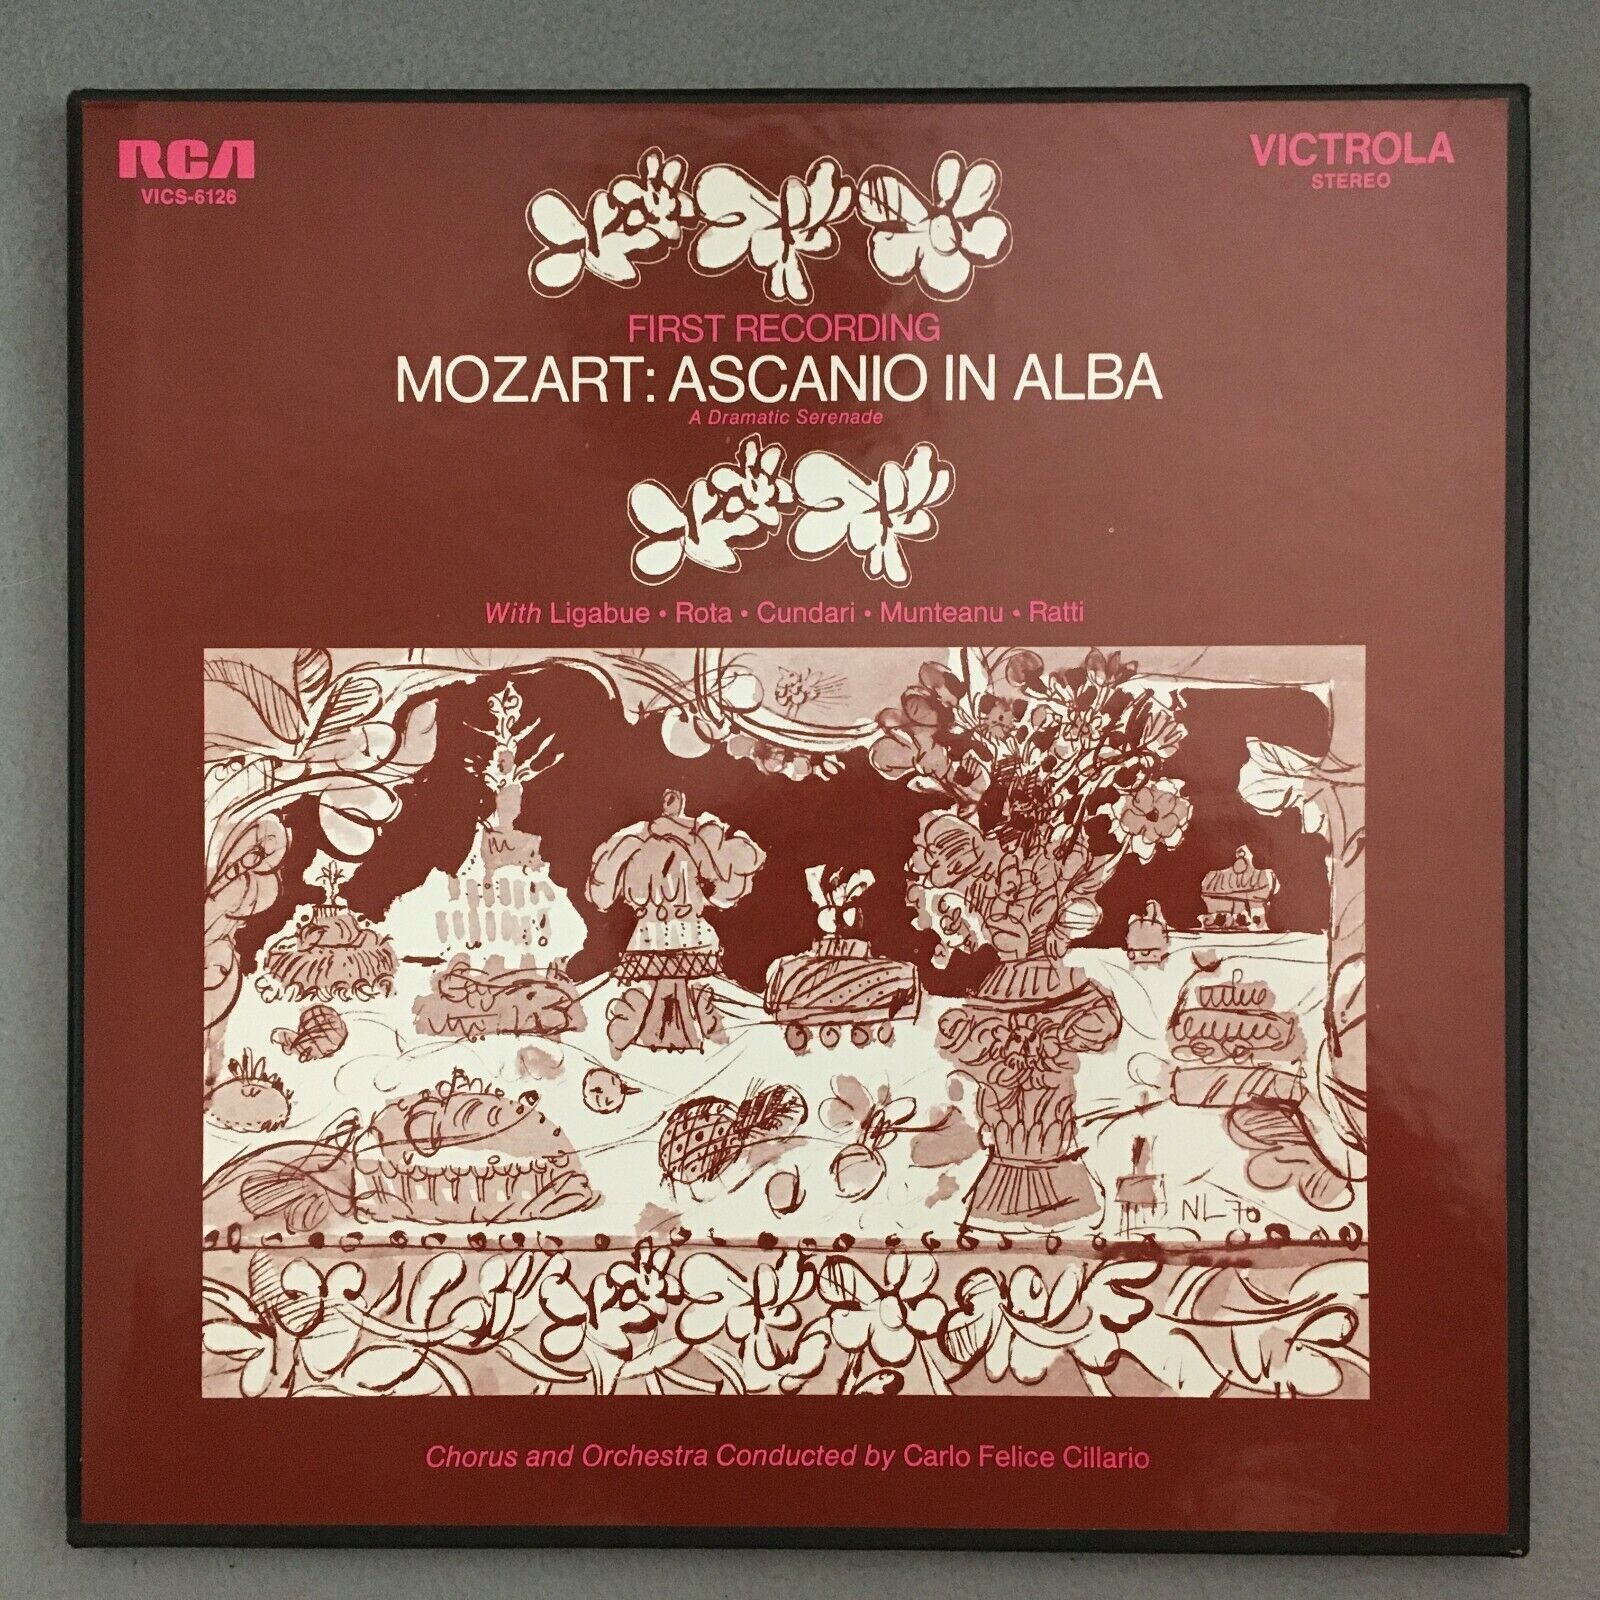 RCA
VICS-6126
VICTROLA
STEREO
FIRST RECORDING
MOZART: ASCANIO IN ALBA
A Dramatic Serenade
With Ligabue • Rota • Cundari • Munteanu • Ratti
NL 70
Chorus and Orchestra Conducted by Carlo Felice Cillario